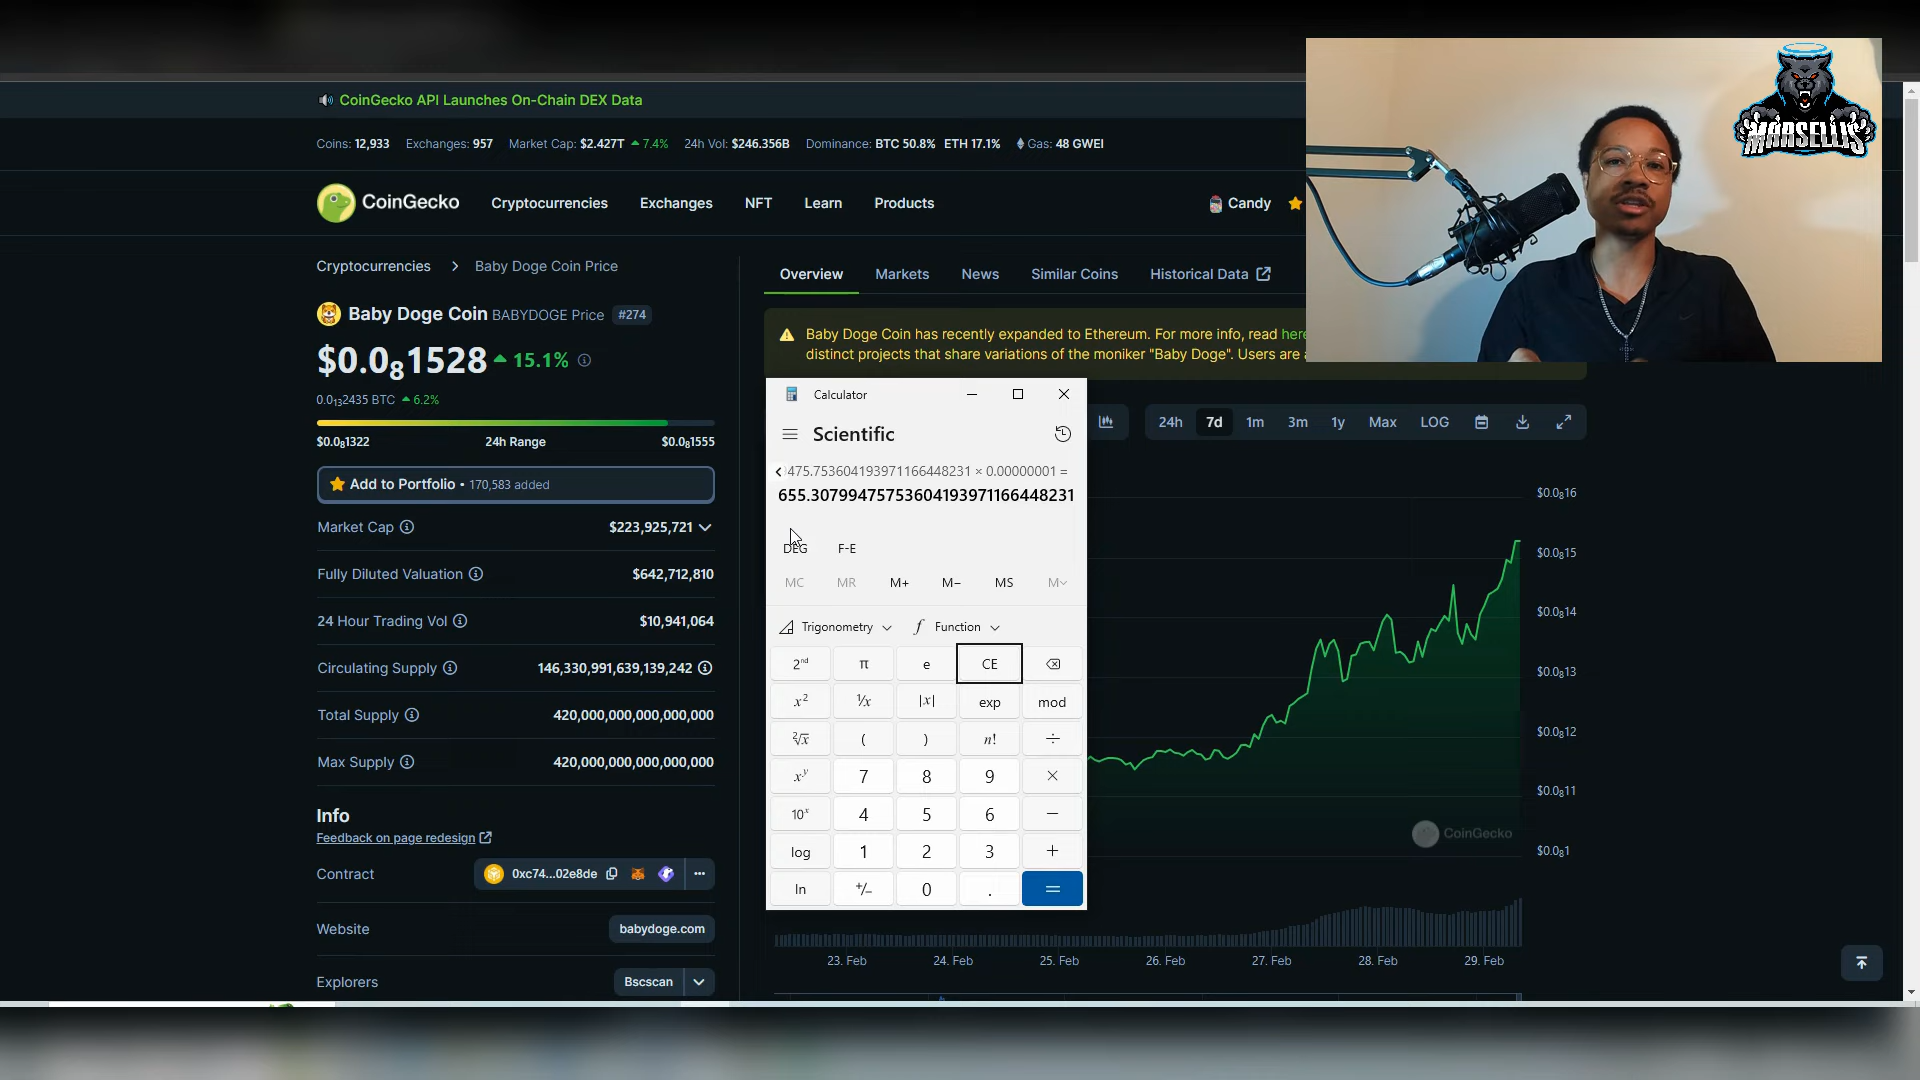 CoinGecko API Launches On-Chain DEX Data
Coins: 12,933 Exchanges: 957 Market Cap: $2.427T 7.4% 24h Vol: $246.356B Dominance: BTC 50.8% ETH 17.1% Gas: 48 GWEI
MARSELLIS
CoinGecko Cryptocurrencies Exchanges NFT Learn Products Candy
Cryptocurrencies > Baby Doge Coin Price
Overview Markets News Similar Coins Historical Data
Baby Doge Coin BABYDOGE Price #274
$0.0₈1528 15.1%
0.0₁₃2435 BTC 6.2%
$0.0₈1322 24h Range $0.0₈1555
Add to Portfolio • 170,583 added
Market Cap $223,925,721
Fully Diluted Valuation $642,712,810
24 Hour Trading Vol $10,941,064
Circulating Supply 146,330,991,639,139,242
Total Supply 420,000,000,000,000,000
Max Supply 420,000,000,000,000,000
Info
Feedback on page redesign
Contract 0xc74...02e8de
Website babydoge.com
Explorers Bscscan
Baby Doge Coin has recently expanded to Ethereum. For more info, read here
distinct projects that share variations of the moniker "Baby Doge". Users are
24h 7d 1m 3m 1y Max LOG
Calculator
Scientific
475.753604193971166448231 × 0.00000001 =
655.30799475753604193971166448231
DEG F-E
MC MR M+ M− MS M
Trigonometry Function
2nd π e CE
x² ¹⁄x |x| exp mod
²√x ( ) n! ÷
xʸ 7 8 9 ×
10ˣ 4 5 6 −
log 1 2 3 +
ln +/− 0 . =
$0.0₈16
$0.0₈15
$0.0₈14
$0.0₈13
$0.0₈12
$0.0₈11
CoinGecko
$0.0₈1
23. Feb 24. Feb 25. Feb 26. Feb 27. Feb 28. Feb 29. Feb